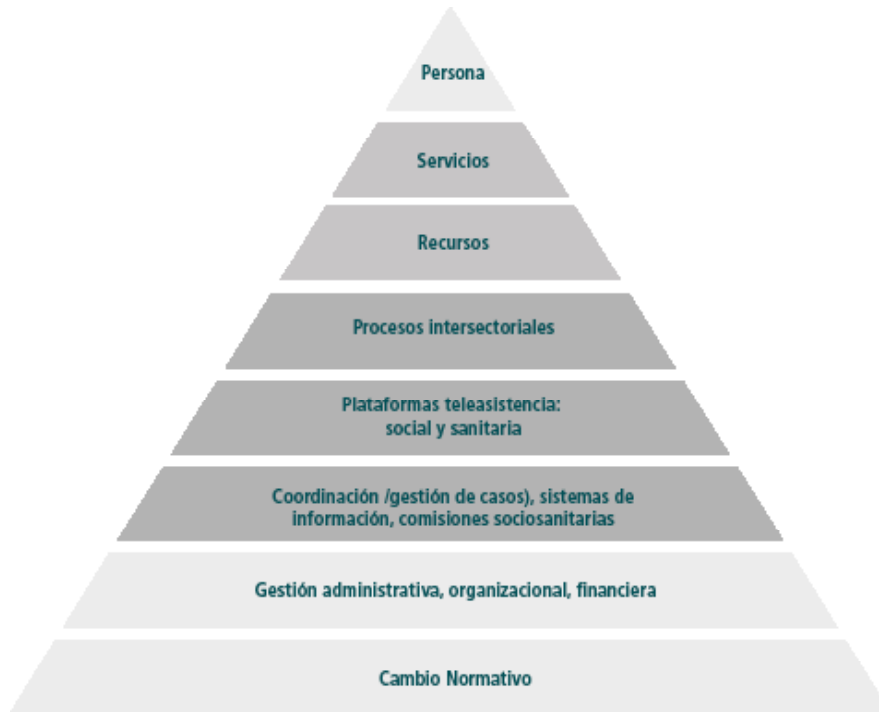 Persona
Servicios
Recursos
Procesos intersectoriales
Plataformas teleasistencia:
social y sanitaria
Coordinación /gestión de casos), sistemas de
información, comisiones sociosanitarias
Gestión administrativa, organizacional, financiera
Cambio Normativo